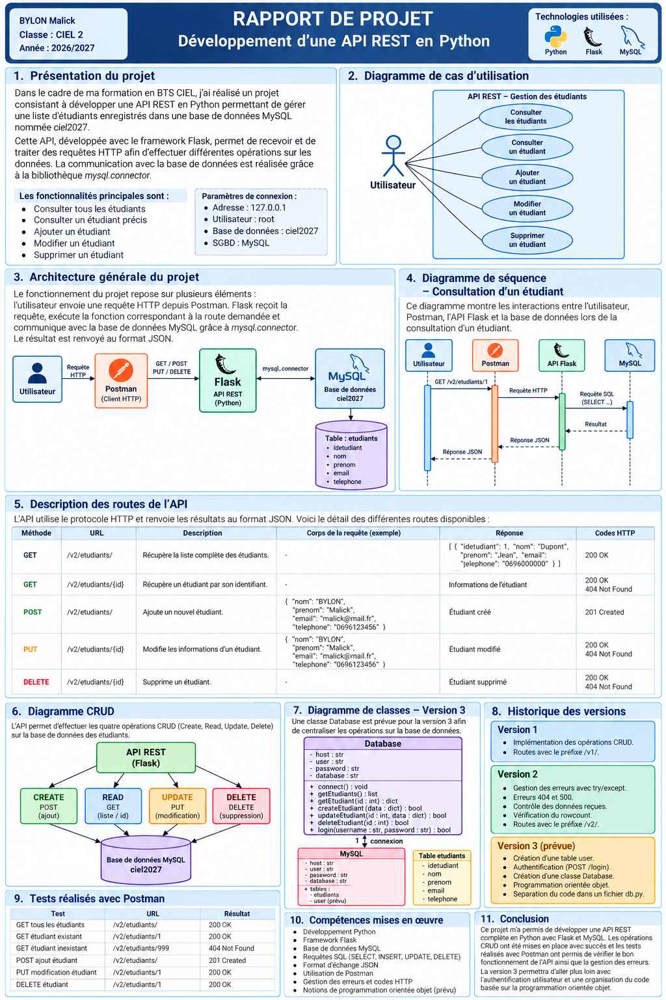 BYLON Malick
Classe : CIEL 2
Année : 2026/2027
RAPPORT DE PROJET
Développement d'une API REST en Python
Technologies utilisées :
Python
Flask
MySQL
1. Présentation du projet
Dans le cadre de ma formation en BTS CIEL, j'ai réalisé un projet
consistant à développer une API REST en Python permettant de gérer
une liste d'étudiants enregistrés dans une base de données MySQL
nommée ciel2027.
Cette API, développée avec le framework Flask, permet de recevoir et de
traiter des requêtes HTTP afin d'effectuer différentes opérations sur les
données. La communication avec la base de données est réalisée grâce
à la bibliothèque mysql.connector.
Les fonctionnalités principales sont :
• Consulter tous les étudiants
• Consulter un étudiant précis
• Ajouter un étudiant
• Modifier un étudiant
• Supprimer un étudiant
Paramètres de connexion :
• Adresse : 127.0.0.1
• Utilisateur : root
• Base de données : ciel2027
• SGBD : MySQL
2. Diagramme de cas d'utilisation
API REST – Gestion des étudiants
Consulter
les étudiants
Consulter
un étudiant
Ajouter
un étudiant
Modifier
un étudiant
Supprimer
un étudiant
Utilisateur
3. Architecture générale du projet
Le fonctionnement du projet repose sur plusieurs éléments :
l'utilisateur envoie une requête HTTP depuis Postman. Flask reçoit la
requête, exécute la fonction correspondant à la route demandée et
communique avec la base de données MySQL grâce à mysql.connector.
Le résultat est renvoyé au format JSON.
Utilisateur
Requête
HTTP
Postman
(Client HTTP)
GET / POST
PUT / DELETE
Flask
API REST
(Python)
mysql_connector
MySQL
Base de données
ciel2027
Table : etudiants
• idetudiant
• nom
• prenom
• email
• telephone
4. Diagramme de séquence
– Consultation d'un étudiant
Ce diagramme montre les interactions entre l'utilisateur,
Postman, l'API Flask et la base de données lors de la
consultation d'un étudiant.
Utilisateur
Postman
API Flask
MySQL
GET /v2/etudiants/1
Requête HTTP
Requête SQL
(SELECT ...)
Résultat
Réponse JSON
Réponse JSON
5. Description des routes de l'API
L'API utilise le protocole HTTP et renvoie les résultats au format JSON. Voici le détail des différentes routes disponibles :
Méthode URL Description Corps de la requête (exemple) Réponse Codes HTTP
GET /v2/etudiants/ Récupère la liste complète des étudiants. - [ { "idetudiant": 1, "nom": "Dupont",
"prenom": "Jean", "email":
"telephone": "0696000000" } ]
200 OK
GET /v2/etudiants/{id} Récupère un étudiant par son identifiant. - Informations de l'étudiant 200 OK
404 Not Found
POST /v2/etudiants/ Ajoute un nouvel étudiant. { "nom": "BYLON",
"prenom": "Malick",
"email": "malick@mail.fr",
"telephone": "0696123456" }
Étudiant créé 201 Created
PUT /v2/etudiants/{id} Modifie les informations d'un étudiant. { "nom": "BYLON",
"prenom": "Malick",
"email": "malick@mail.fr",
"telephone": "0696123456" }
Étudiant modifié 200 OK
404 Not Found
DELETE /v2/etudiants/{id} Supprime un étudiant. - Étudiant supprimé 200 OK
404 Not Found
6. Diagramme CRUD
L'API permet d'effectuer les quatre opérations CRUD (Create, Read, Update, Delete)
sur la base de données des étudiants.
API REST
(Flask)
CREATE
POST
(ajout)
READ
GET
(liste / id)
UPDATE
PUT
(modification)
DELETE
DELETE
(suppression)
Base de données MySQL
ciel2027
7. Diagramme de classes – Version 3
Une classe Database est prévue pour la version 3 afin
de centraliser les opérations sur la base de données.
Database
- host : str
- user : str
- password : str
- database : str
+ connect() : void
+ getEtudiants() : list
+ getEtudiant(id : int) : dict
+ createEtudiant (data : dict) : bool
+ updateEtudiant(id : int, data : dict) : bool
+ deleteEtudiant(id : int) : bool
+ login(username : str, password : str) : bool
1 connexion
MySQL
- host : str
- user : str
- password : str
- database : str
+ tables :
- etudiants
- user (prévu)
Table etudiants
- idetudiant
- nom
- prenom
- email
- telephone
8. Historique des versions
Version 1
• Implémentation des opérations CRUD.
• Routes avec le préfixe /v1/.
Version 2
• Gestion des erreurs avec try/except.
• Erreurs 404 et 500.
• Contrôle des données reçues.
• Vérification du rowcount.
• Routes avec le préfixe /v2/.
Version 3 (prévue)
• Création d'une table user.
• Authentification (POST /login).
• Création d'une classe Database.
• Programmation orientée objet.
• Separation du code dans un fichier db.py.
9. Tests réalisés avec Postman
Test URL Résultat
GET tous les étudiants /v2/etudiants/ 200 OK
GET étudiant existant /v2/etudiants/1 200 OK
GET étudiant inexistant /v2/etudiants/999 404 Not Found
POST ajout étudiant /v2/etudiants/ 201 Created
PUT modification étudiant /v2/etudiants/1 200 OK
DELETE étudiant /v2/etudiants/1 200 OK
10. Compétences mises en œuvre
• Développement Python
• Framework Flask
• Base de données MySQL
• Requêtes SQL (SELECT, INSERT, UPDATE, DELETE)
• Format d'échange JSON
• Utilisation de Postman
• Gestion des erreurs et codes HTTP
• Notions de programmation orientée objet (prévu)
11. Conclusion
Ce projet m'a permis de développer une API REST
complète en Python avec Flask et MySQL. Les opérations
CRUD ont été mises en place avec succès et les tests
réalisés avec Postman ont permis de vérifier le bon
fonctionnement de l'API ainsi que la gestion des erreurs.
La version 3 permettra d'aller plus loin avec
l'authentification utilisateur et une organisation du code
basée sur la programmation orientée objet.